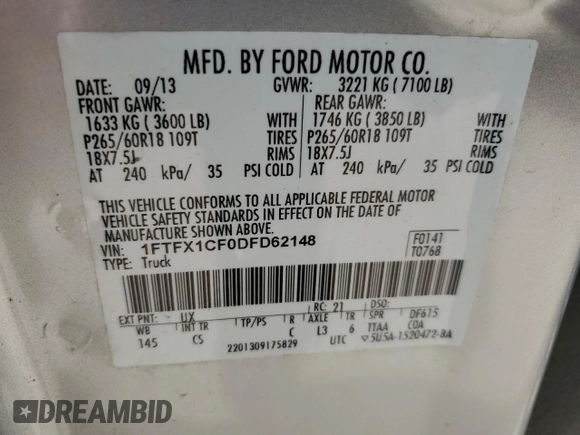 MFD. BY FORD MOTOR CO.
DATE: 09/13 GVWR: 3221 KG ( 7100 LB)
FRONT GAWR: REAR GAWR:
1633 KG ( 3600 LB) WITH 1746 KG ( 3850 LB) WITH
P265/60R18 109T TIRES P265/60R18 109T TIRES
18X7.5J RIMS 18X7.5J RIMS
AT 240 kPa/ 35 PSI COLD AT 240 kPa/ 35 PSI COLD
THIS VEHICLE CONFORMS TO ALL APPLICABLE FEDERAL MOTOR
VEHICLE SAFETY STANDARDS IN EFFECT ON THE DATE OF
MANUFACTURE SHOWN ABOVE.
VIN: 1FTFX1CF0DFD62148 F0141
TYPE: Truck T0768
EXT PNT: UX RC: 21 DSO:
WB INT TR TP/PS R AXLE TR SPR DF615
145 CS C L3 6 TTAA CDA
2201309175829 UTC 5U5A-1520472-BA
DREAMBID